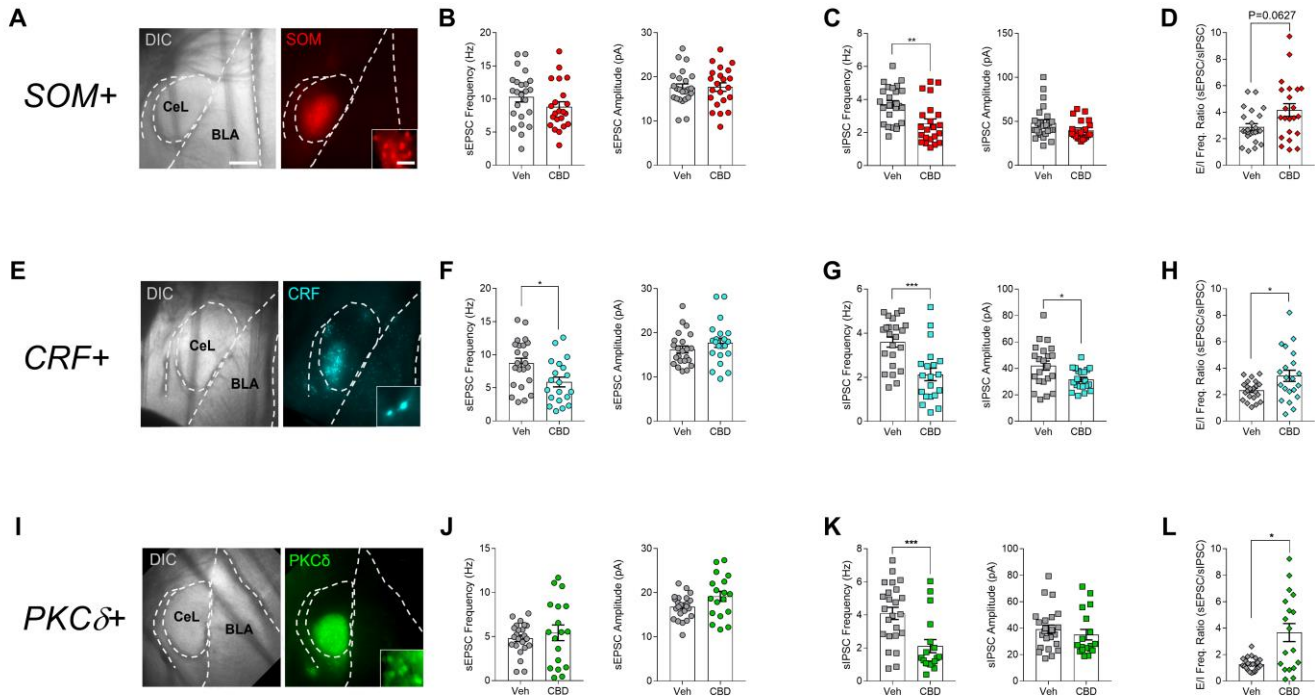 A
SOM+
DIC
CeL
BLA
SOM
B
sEPSC Frequency (Hz)
20
15
10
5
0
Veh CBD
sEPSC Amplitude (pA)
30
20
10
0
Veh CBD
C
sIPSC Frequency (Hz)
8
6
4
2
0
**
Veh CBD
sIPSC Amplitude (pA)
150
100
50
0
Veh CBD
D
P=0.0627
E/I Freq. Ratio (sEPSC/sIPSC)
10
8
6
4
2
0
Veh CBD
E
CRF+
DIC
CeL
BLA
CRF
F
sEPSC Frequency (Hz)
20
15
10
5
0
*
Veh CBD
sEPSC Amplitude (pA)
30
20
10
0
Veh CBD
G
sIPSC Frequency (Hz)
6
4
2
0
***
Veh CBD
sIPSC Amplitude (pA)
100
80
60
40
20
0
*
Veh CBD
H
E/I Freq. Ratio (sEPSC/sIPSC)
10
8
6
4
2
0
*
Veh CBD
I
PKCδ+
DIC
CeL
BLA
PKCδ
J
sEPSC Frequency (Hz)
15
10
5
0
Veh CBD
sEPSC Amplitude (pA)
30
20
10
0
Veh CBD
K
sIPSC Frequency (Hz)
8
6
4
2
0
***
Veh CBD
sIPSC Amplitude (pA)
100
80
60
40
20
0
Veh CBD
L
E/I Freq. Ratio (sEPSC/sIPSC)
10
8
6
4
2
0
*
Veh CBD